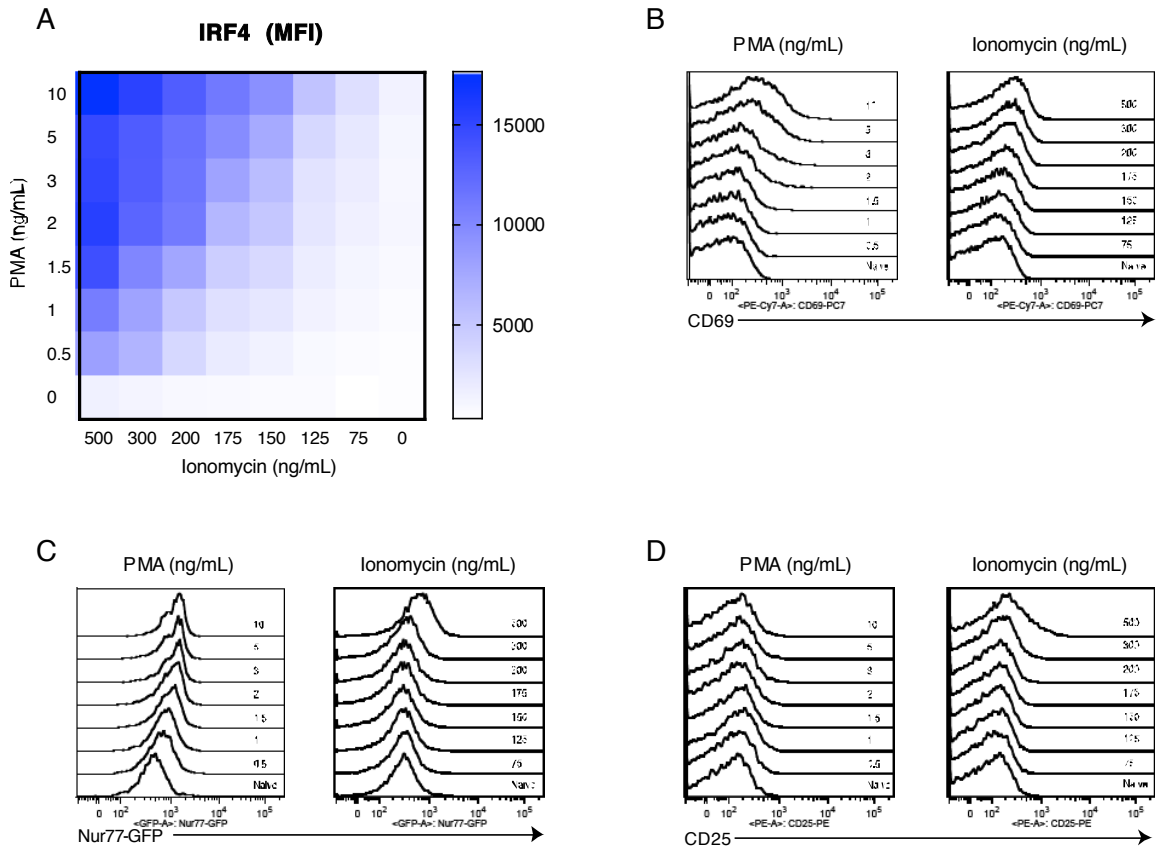 A
IRF4 (MFI)
PMA (ng/mL)
10
5
3
2
1.5
1
0.5
0
500 300 200 175 150 125 75 0
Ionomycin (ng/mL)
15000
10000
5000
B
PMA (ng/mL)
5
3
2
1.5
1
0.5
Naive
0 102 103 104 105
<PE-Cy7-A>: CD69-PC7
Ionomycin (ng/mL)
500
300
200
175
150
125
75
Naive
0 102 103 104 105
<PE-Cy7-A>: CD69-PC7
CD69
C
PMA (ng/mL)
10
5
3
2
1.5
1
0.5
Naive
0 102 103 104 105
<GFP-A>: Nur77-GFP
Ionomycin (ng/mL)
500
300
200
175
150
125
75
Naive
0 102 103 104 105
<GFP-A>: Nur77-GFP
Nur77-GFP
D
PMA (ng/mL)
10
5
3
2
1.5
1
0.5
Naive
0 102 103 104 105
<PE-A>: CD25-PE
Ionomycin (ng/mL)
500
300
200
175
150
125
75
Naive
0 102 103 104 105
<PE-A>: CD25-PE
CD25